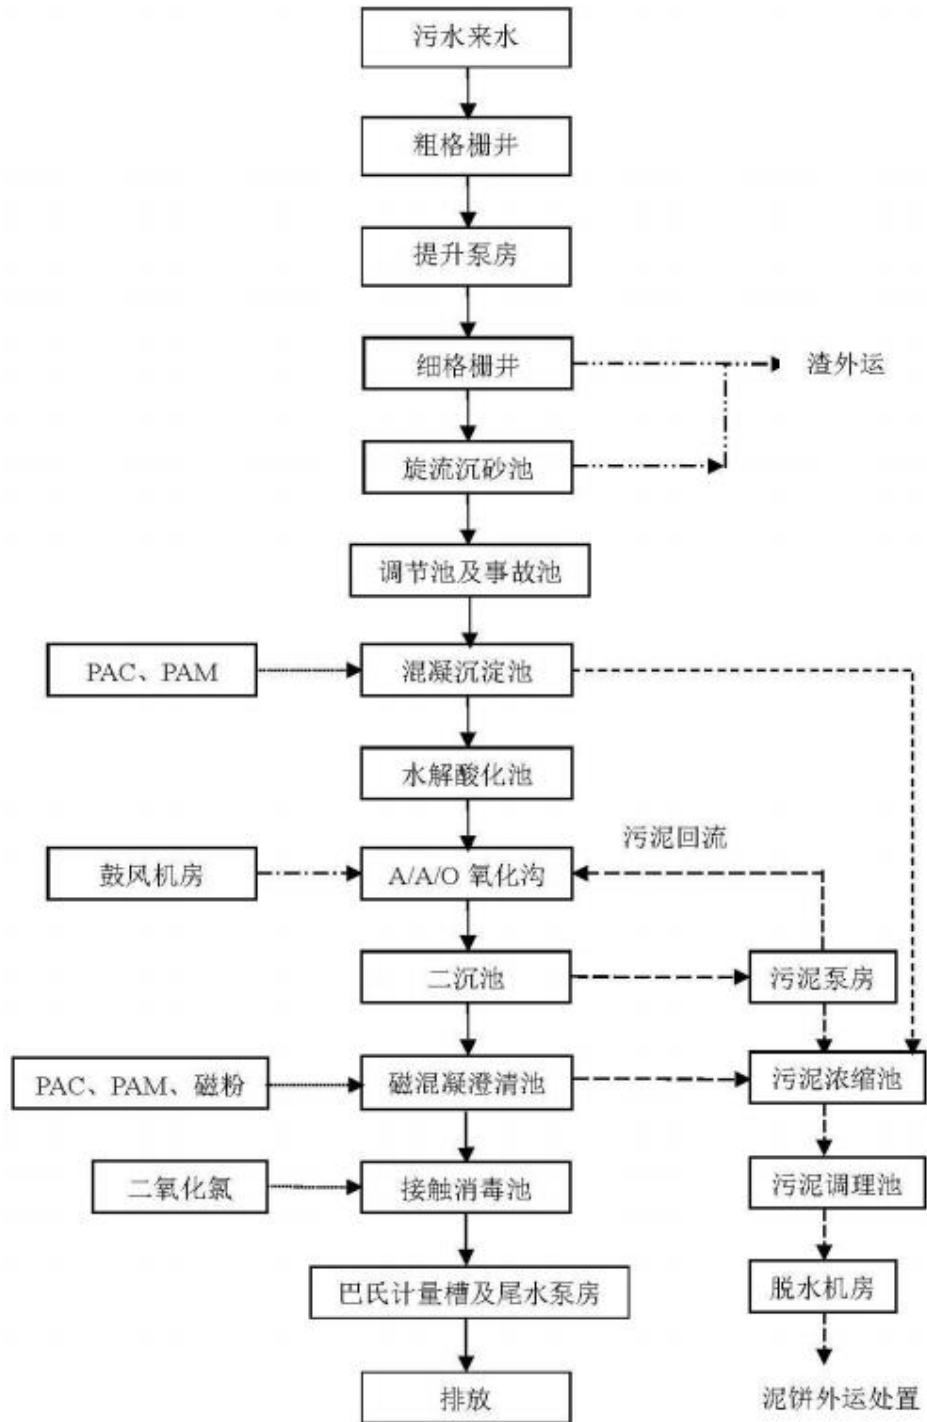 污水来水
粗格栅井
提升泵房
细格栅井
渣外运
旋流沉砂池
调节池及事故池
PAC、PAM
混凝沉淀池
水解酸化池
污泥回流
鼓风机房
A/A/O 氧化沟
二沉池
污泥泵房
PAC、PAM、磁粉
磁混凝澄清池
污泥浓缩池
二氧化氯
接触消毒池
污泥调理池
巴氏计量槽及尾水泵房
脱水机房
排放
泥饼外运处置